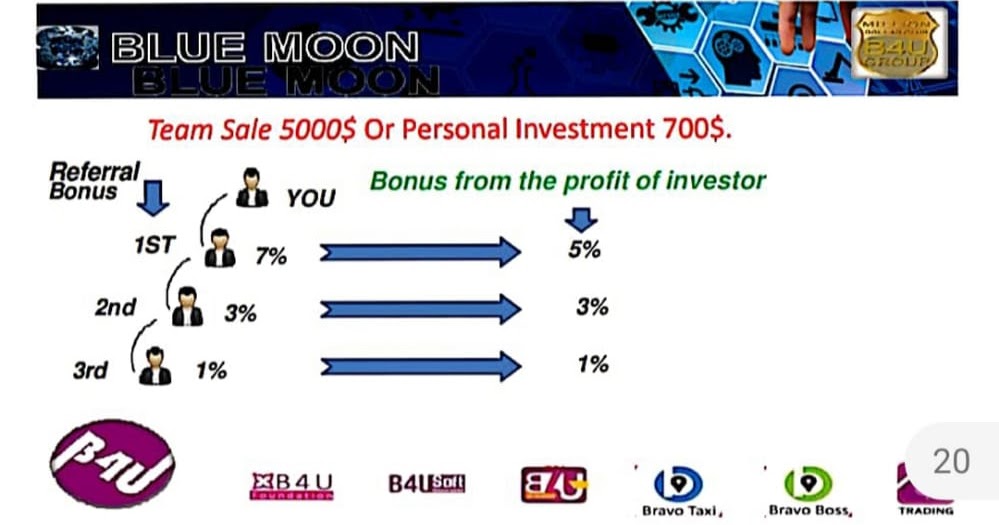 BLUE MOON
BLUE MOON
MILLION
B4U
GROUP
Team Sale 5000$ Or Personal Investment 700$.
Referral
Bonus
YOU
Bonus from the profit of investor
1ST
7%
5%
2nd
3%
3%
3rd
1%
1%
B4U
B4U
Foundation
B4USoft
B4U
Bravo Taxi
Bravo Boss
TRADING
20